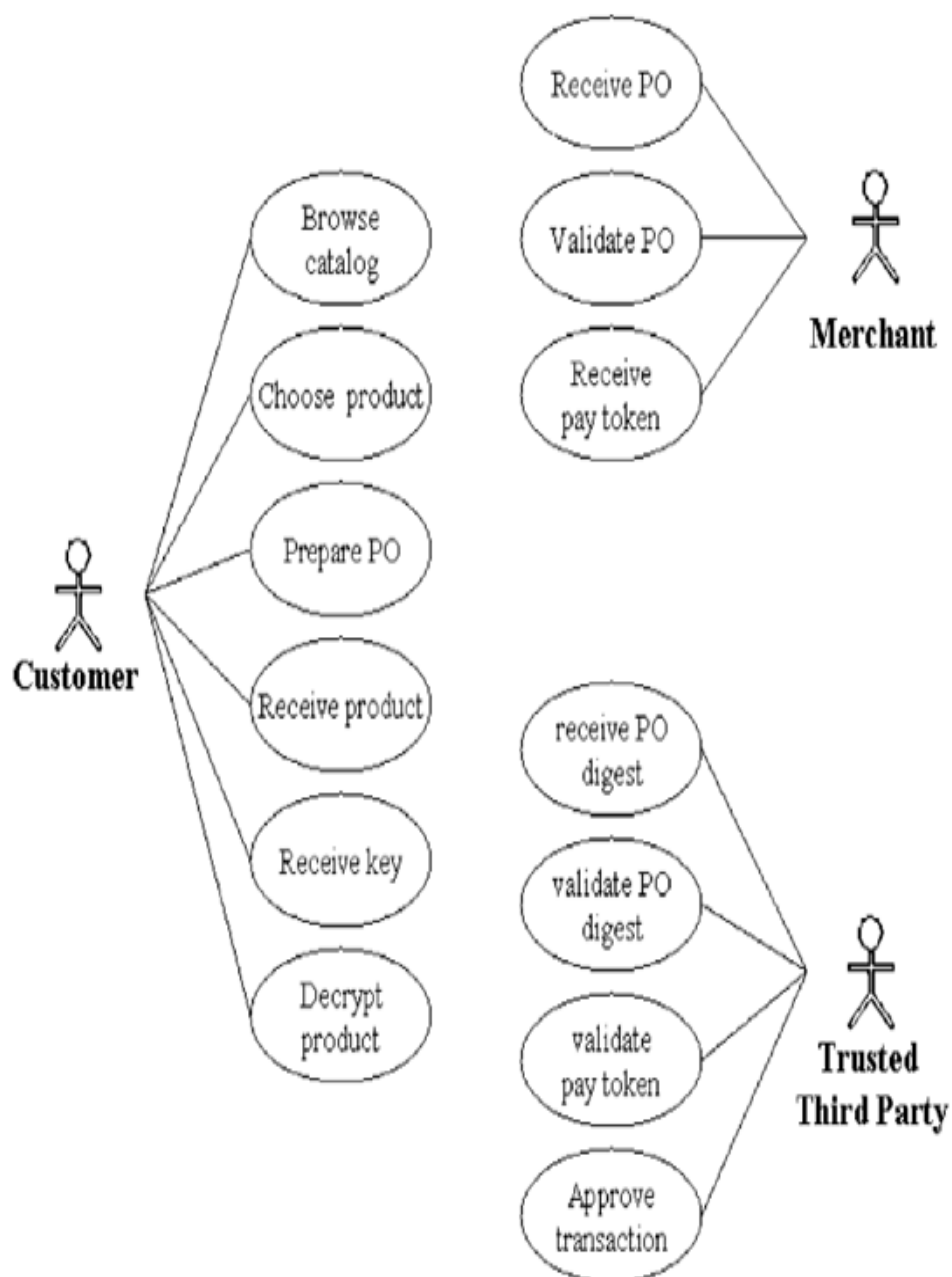 Receive PO
Validate PO
Receive
pay token
Merchant
Browse
catalog
Choose product
Prepare PO
Receive product
Receive key
Decrypt
product
Customer
receive PO
digest
validate PO
digest
validate
pay token
Approve
transaction
Trusted
Third Party